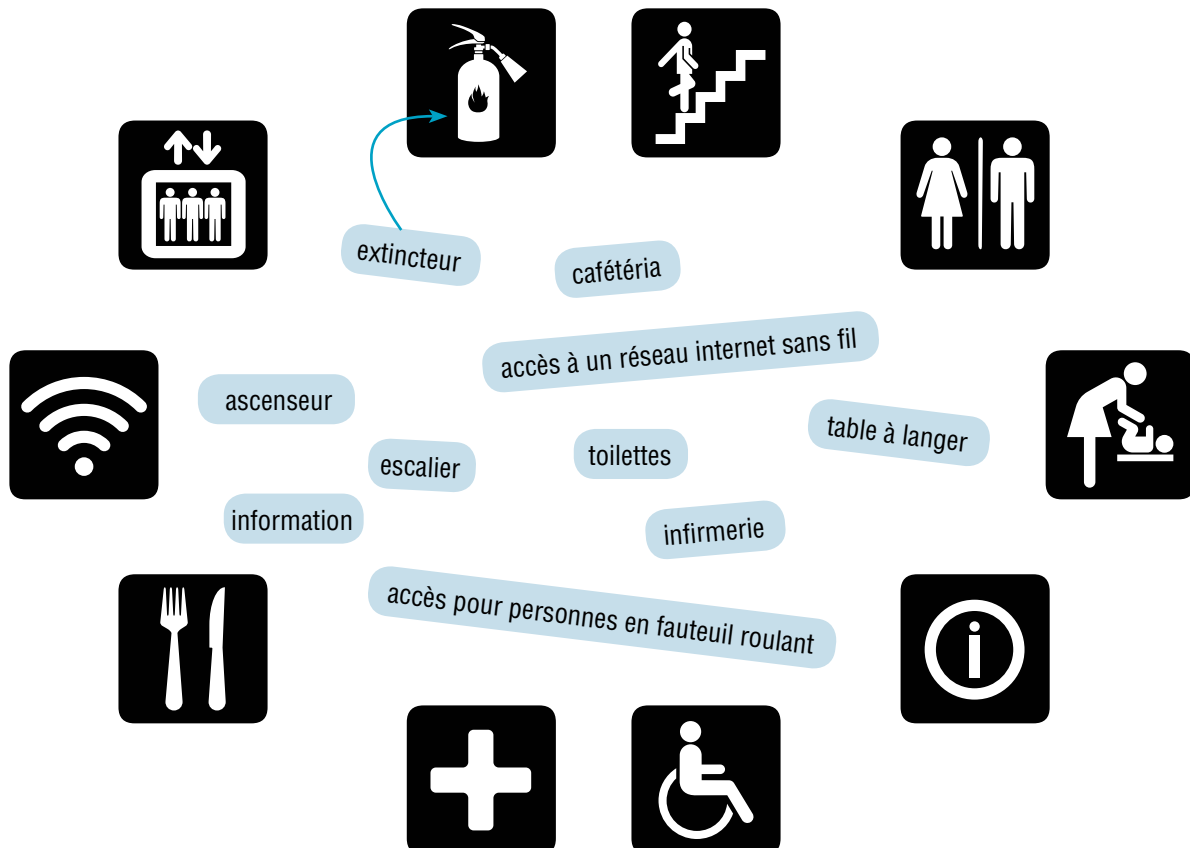 extincteur
cafétéria
accès à un réseau internet sans fil
ascenseur
table à langer
escalier
toilettes
information
infirmerie
accès pour personnes en fauteuil roulant
i